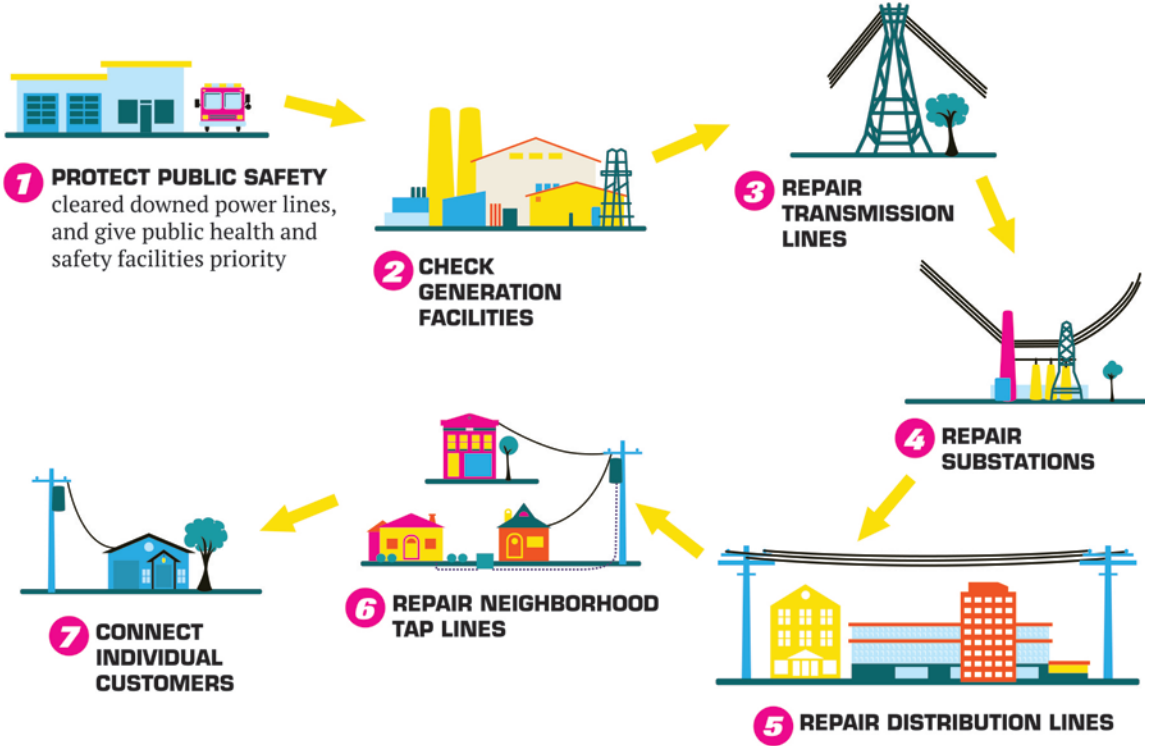 1 PROTECT PUBLIC SAFETY
cleared downed power lines,
and give public health and
safety facilities priority
2 CHECK
GENERATION
FACILITIES
3 REPAIR
TRANSMISSION
LINES
4 REPAIR
SUBSTATIONS
5 REPAIR DISTRIBUTION LINES
6 REPAIR NEIGHBORHOOD
TAP LINES
7 CONNECT
INDIVIDUAL
CUSTOMERS